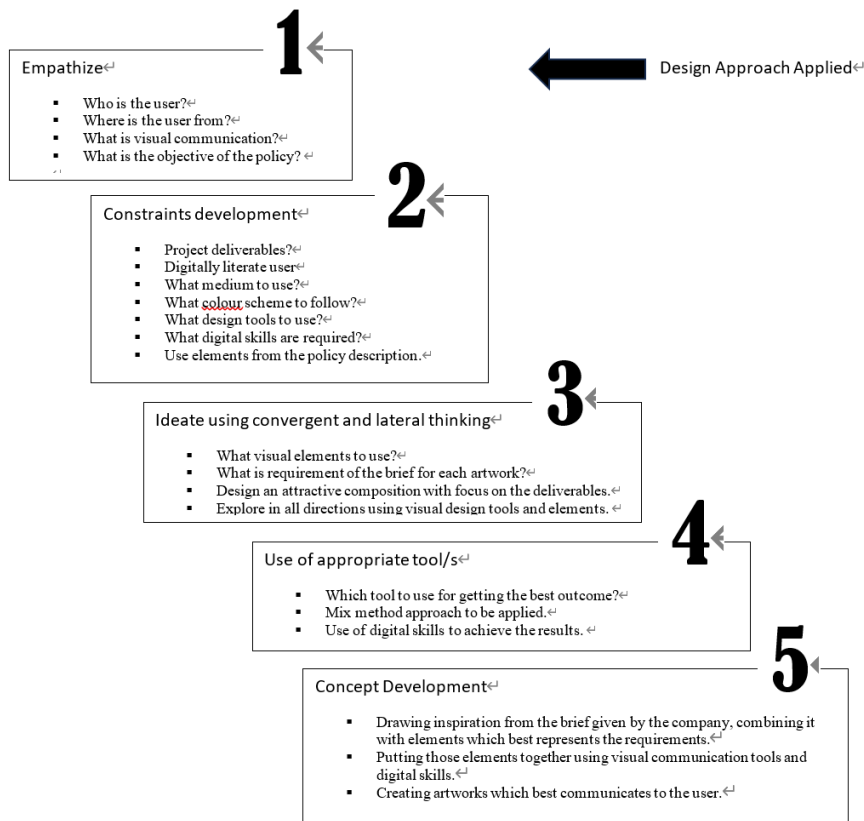 1
Empathize
Design Approach Applied
▪ Who is the user?
▪ Where is the user from?
▪ What is visual communication?
▪ What is the objective of the policy?
2
Constraints development
▪ Project deliverables?
▪ Digitally literate user
▪ What medium to use?
▪ What colour scheme to follow?
▪ What design tools to use?
▪ What digital skills are required?
▪ Use elements from the policy description.
3
Ideate using convergent and lateral thinking
▪ What visual elements to use?
▪ What is requirement of the brief for each artwork?
▪ Design an attractive composition with focus on the deliverables.
▪ Explore in all directions using visual design tools and elements.
4
Use of appropriate tool/s
▪ Which tool to use for getting the best outcome?
▪ Mix method approach to be applied.
▪ Use of digital skills to achieve the results.
5
Concept Development
▪ Drawing inspiration from the brief given by the company, combining it
with elements which best represents the requirements.
▪ Putting those elements together using visual communication tools and
digital skills.
▪ Creating artworks which best communicates to the user.